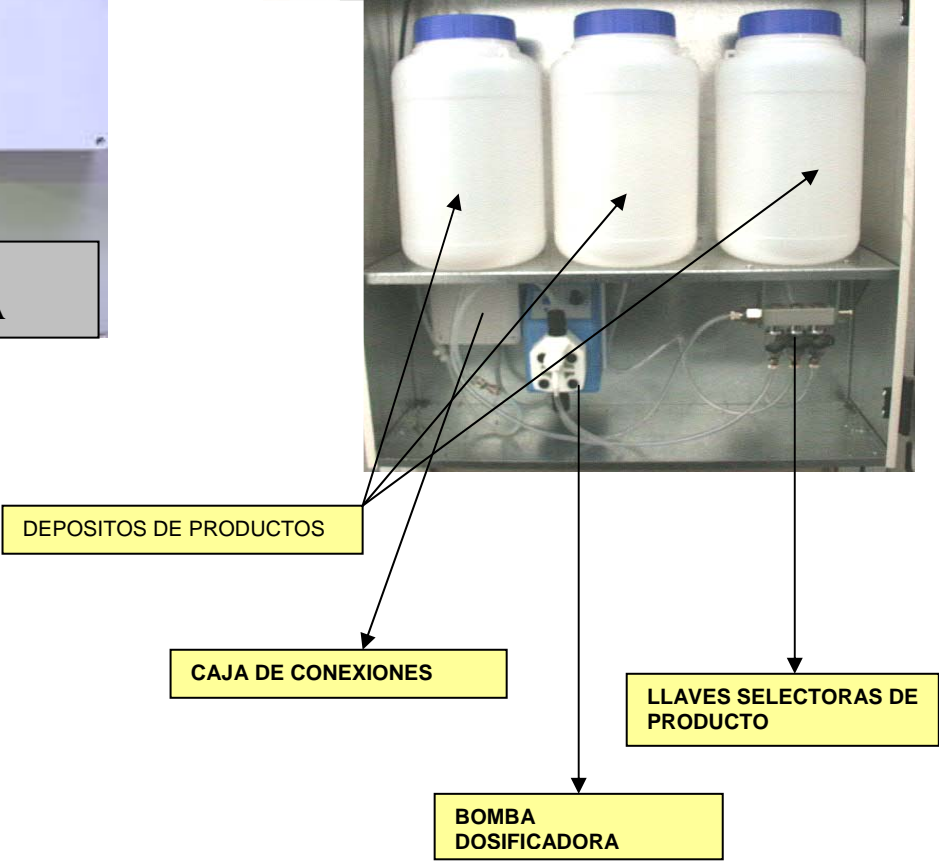 DEPOSITOS DE PRODUCTOS
CAJA DE CONEXIONES
LLAVES SELECTORAS DE
PRODUCTO
BOMBA
DOSIFICADORA